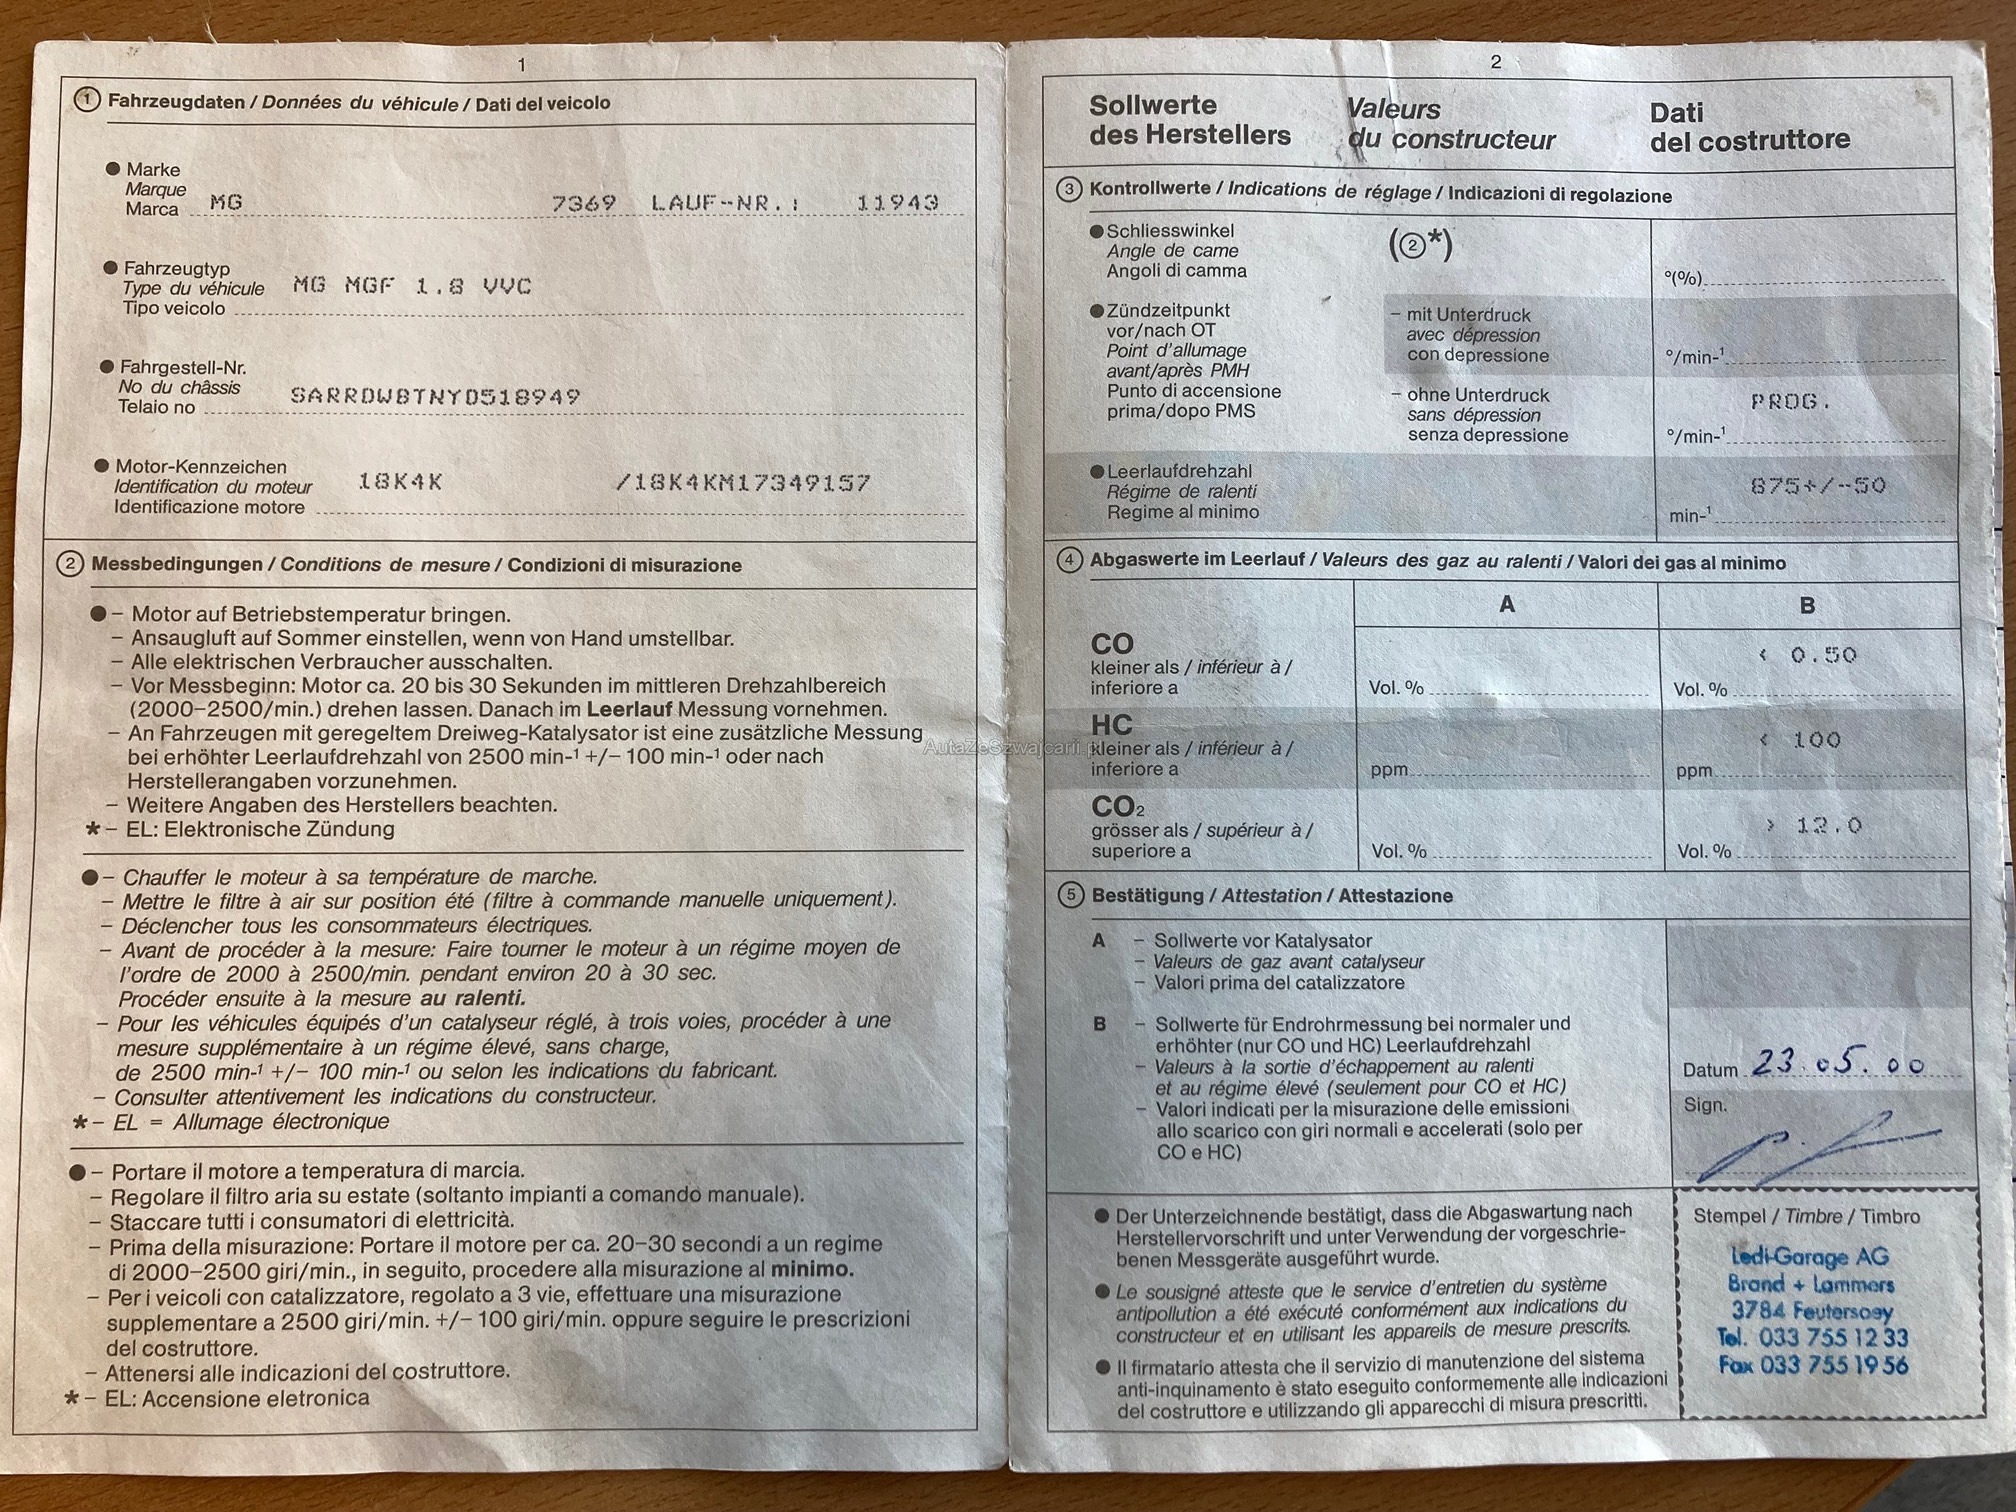 1
① Fahrzeugdaten / Données du véhicule / Dati del veicolo
● Marke
Marque
Marca MG 7369 LAUF-NR.: 11943
● Fahrzeugtyp
Type du véhicule MG MGF 1.8 VVC
Tipo veicolo
● Fahrgestell-Nr.
No du châssis SARRDWBTNYD518949
Telaio no
● Motor-Kennzeichen
Identification du moteur 18K4K /18K4KM17349157
Identificazione motore
② Messbedingungen / Conditions de mesure / Condizioni di misurazione
● – Motor auf Betriebstemperatur bringen.
– Ansaugluft auf Sommer einstellen, wenn von Hand umstellbar.
– Alle elektrischen Verbraucher ausschalten.
– Vor Messbeginn: Motor ca. 20 bis 30 Sekunden im mittleren Drehzahlbereich
(2000–2500/min.) drehen lassen. Danach im Leerlauf Messung vornehmen.
– An Fahrzeugen mit geregeltem Dreiweg-Katalysator ist eine zusätzliche Messung
bei erhöhter Leerlaufdrehzahl von 2500 min-¹ +/– 100 min-¹ oder nach
Herstellerangaben vorzunehmen.
– Weitere Angaben des Herstellers beachten.
* – EL: Elektronische Zündung
● – Chauffer le moteur à sa température de marche.
– Mettre le filtre à air sur position été (filtre à commande manuelle uniquement).
– Déclencher tous les consommateurs électriques.
– Avant de procéder à la mesure: Faire tourner le moteur à un régime moyen de
l'ordre de 2000 à 2500/min. pendant environ 20 à 30 sec.
Procéder ensuite à la mesure au ralenti.
– Pour les véhicules équipés d'un catalyseur réglé, à trois voies, procéder à une
mesure supplémentaire à un régime élevé, sans charge,
de 2500 min-¹ +/– 100 min-¹ ou selon les indications du fabricant.
– Consulter attentivement les indications du constructeur.
* – EL = Allumage électronique
● – Portare il motore a temperatura di marcia.
– Regolare il filtro aria su estate (soltanto impianti a comando manuale).
– Staccare tutti i consumatori di elettricità.
– Prima della misurazione: Portare il motore per ca. 20–30 secondi a un regime
di 2000–2500 giri/min., in seguito, procedere alla misurazione al minimo.
– Per i veicoli con catalizzatore, regolato a 3 vie, effettuare una misurazione
supplementare a 2500 giri/min. +/– 100 giri/min. oppure seguire le prescrizioni
del costruttore.
– Attenersi alle indicazioni del costruttore.
* – EL: Accensione eletronica
AutaZeSzwajcarii.pl
2
Sollwerte Valeurs Dati
des Herstellers du constructeur del costruttore
③ Kontrollwerte / Indications de réglage / Indicazioni di regolazione
● Schliesswinkel (②*)
Angle de came
Angoli di camma °(%)
● Zündzeitpunkt – mit Unterdruck
vor/nach OT avec dépression
Point d'allumage con depressione °/min-¹
avant/après PMH
Punto di accensione – ohne Unterdruck PROG.
prima/dopo PMS sans dépression
senza depressione °/min-¹
● Leerlaufdrehzahl
Régime de ralenti 875+/-50
Regime al minimo min-¹
④ Abgaswerte im Leerlauf / Valeurs des gaz au ralenti / Valori dei gas al minimo
A B
CO < 0.50
kleiner als / inférieur à /
inferiore a Vol. % Vol. %
HC < 100
kleiner als / inférieur à /
inferiore a ppm ppm
CO₂ > 12.0
grösser als / supérieur à /
superiore a Vol. % Vol. %
⑤ Bestätigung / Attestation / Attestazione
A – Sollwerte vor Katalysator
– Valeurs de gaz avant catalyseur
– Valori prima del catalizzatore
B – Sollwerte für Endrohrmessung bei normaler und
erhöhter (nur CO und HC) Leerlaufdrehzahl
– Valeurs à la sortie d'échappement au ralenti
et au régime élevé (seulement pour CO et HC)
– Valori indicati per la misurazione delle emissioni
allo scarico con giri normali e accelerati (solo per
CO e HC)
Datum 23.05.00
Sign.
● Der Unterzeichnende bestätigt, dass die Abgaswartung nach
Herstellervorschrift und unter Verwendung der vorgeschrie-
benen Messgeräte ausgeführt wurde.
● Le sousigné atteste que le service d'entretien du système
antipollution a été exécuté conformément aux indications du
constructeur et en utilisant les appareils de mesure prescrits.
● Il firmatario attesta che il servizio di manutenzione del sistema
anti-inquinamento è stato eseguito conformemente alle indicazioni
del costruttore e utilizzando gli apparecchi di misura prescritti.
Stempel / Timbre / Timbro
Ledi-Garage AG
Brand + Lammers
3784 Feutersoey
Tel. 033 755 12 33
Fax 033 755 19 56